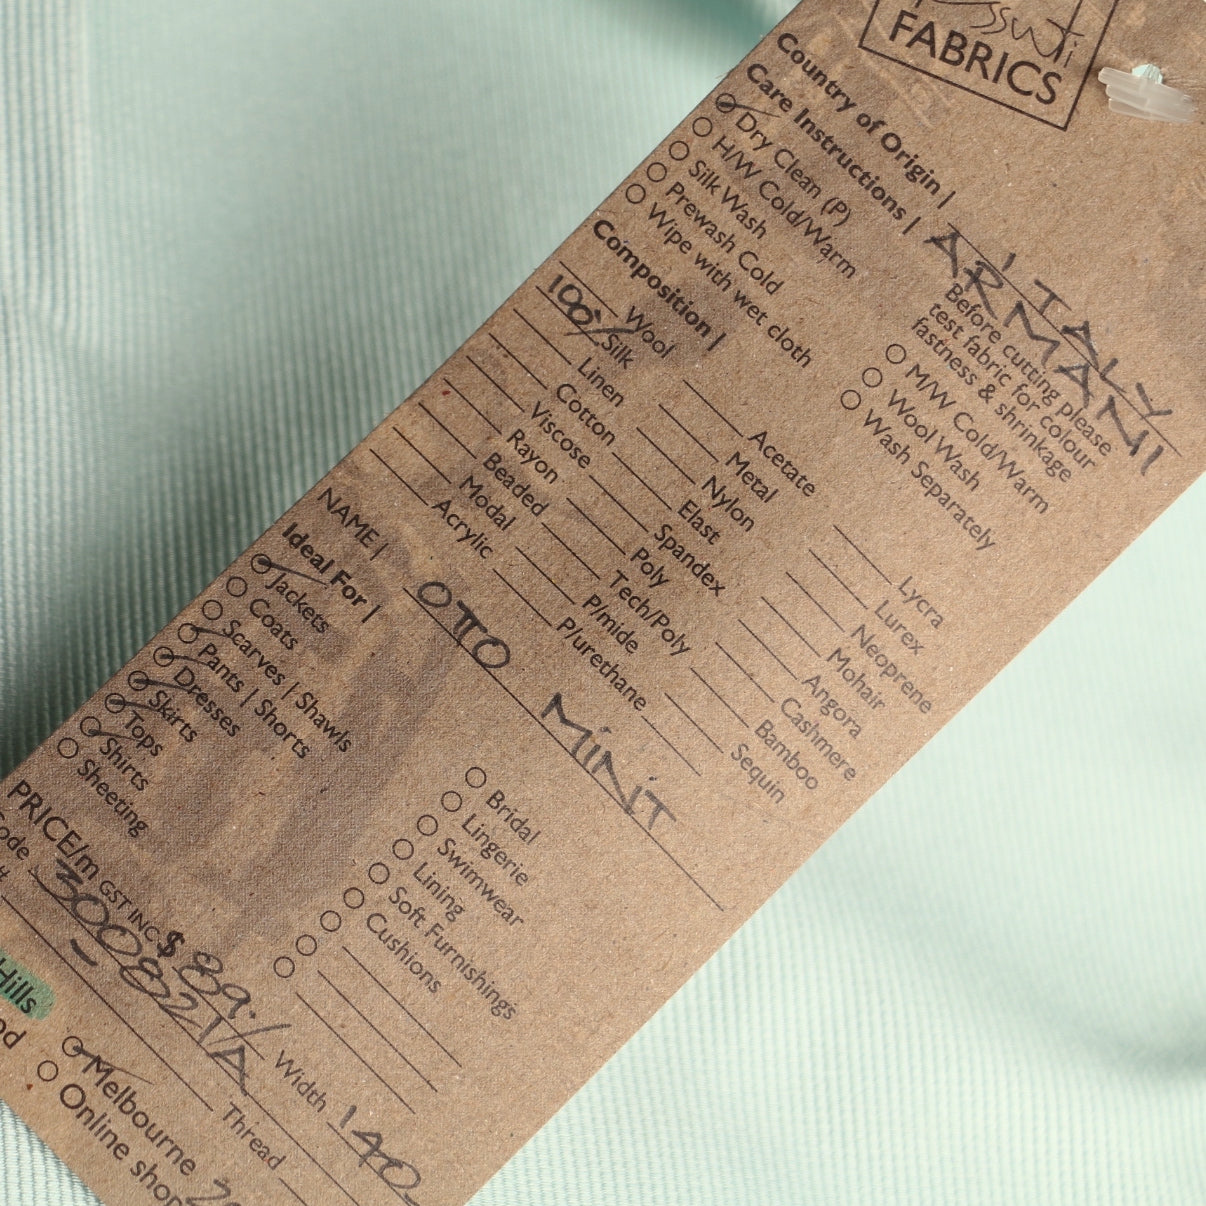 FABRICS
Country of Origin | ITALY
Care Instructions | ARMANI
Dry Clean (P)
H/W Cold/Warm
Silk Wash
Prewash Cold
Wipe with wet cloth
Before cutting please
test fabric for colour
fastness & shrinkage
M/W Cold/Warm
Wool Wash
Wash Separately
Composition |
Wool
100% Silk
Linen
Cotton
Viscose
Rayon
Beaded
Modal
Acrylic
Acetate
Metal
Nylon
Elast
Spandex
Poly
Tech/Poly
P/mide
P/urethane
Lycra
Lurex
Neoprene
Mohair
Angora
Cashmere
Bamboo
Sequin
NAME | OTTO MINT
Ideal For |
Jackets
Coats
Scarves | Shawls
Pants | Shorts
Dresses
Skirts
Tops
Shirts
Sheeting
Bridal
Lingerie
Swimwear
Lining
Soft Furnishings
Cushions
PRICE/m GST INC $89./ Width 140
300821A
Thread
Hills
Melbourne
Online shop